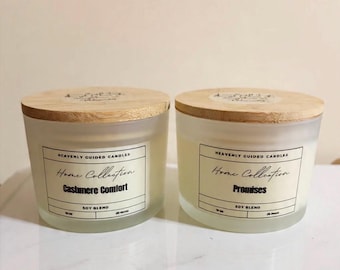 HEAVENLY GUIDED CANDLES
Home Collection
Cashmere Comfort
SOY BLEND
HEAVENLY GUIDED CANDLES
Home Collection
Promises
SOY BLEND